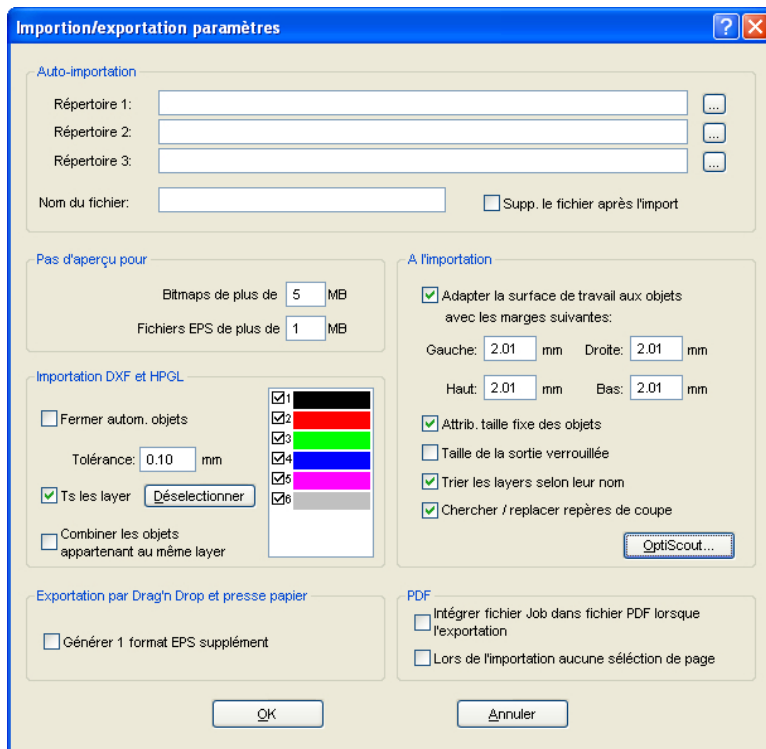 Importion/exportation paramètres
Auto-importation
Répertoire 1:
...
Répertoire 2:
...
Répertoire 3:
...
Nom du fichier:
Supp. le fichier après l'import
Pas d'aperçu pour
Bitmaps de plus de 5 MB
Fichiers EPS de plus de 1 MB
A l'importation
Adapter la surface de travail aux objets
avec les marges suivantes:
Gauche: 2.01 mm Droite: 2.01 mm
Haut: 2.01 mm Bas: 2.01 mm
Attrib. taille fixe des objets
Taille de la sortie verrouillée
Trier les layers selon leur nom
Chercher / replacer repères de coupe
OptiScout...
Importation DXF et HPGL
Fermer autom. objets
Tolérance: 0.10 mm
Ts les layer Déselectionner
Combiner les objets
appartenant au même layer
1
2
3
4
5
6
Exportation par Drag'n Drop et presse papier
Générer 1 format EPS supplément
PDF
Intégrer fichier Job dans fichier PDF lorsque
l'exportation
Lors de l'importation aucune séléction de page
OK
Annuler